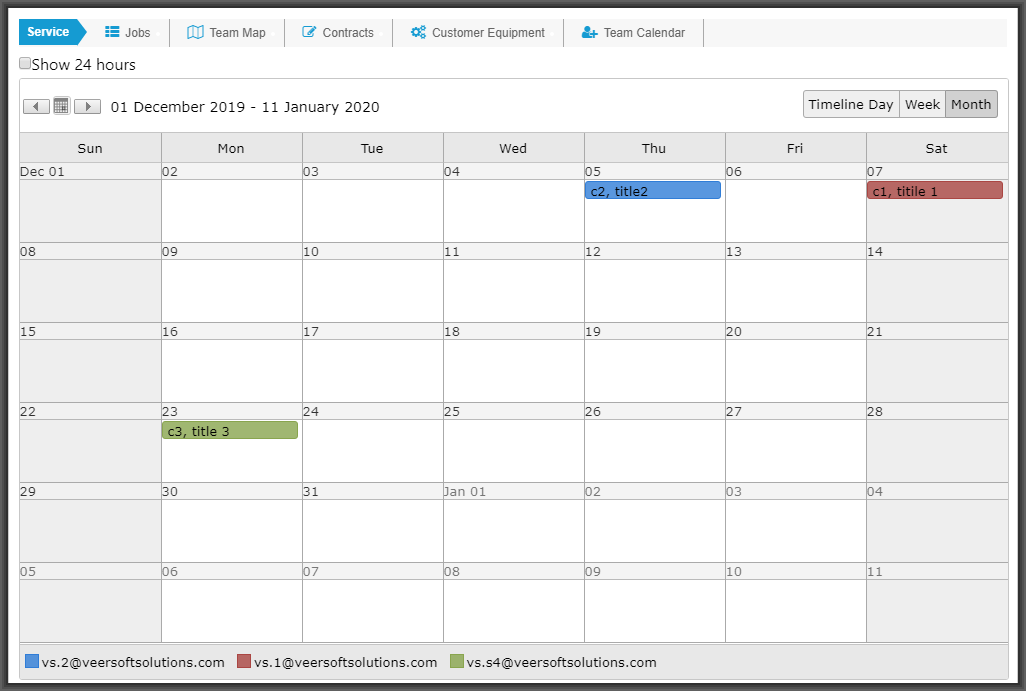 Service Jobs Team Map Contracts Customer Equipment Team Calendar
Show 24 hours
01 December 2019 - 11 January 2020 Timeline Day Week Month
Sun Mon Tue Wed Thu Fri Sat
Dec 01 02 03 04 05 06 07
c2, title2 c1, titile 1
08 09 10 11 12 13 14
15 16 17 18 19 20 21
22 23 24 25 26 27 28
c3, title 3
29 30 31 Jan 01 02 03 04
05 06 07 08 09 10 11
vs.2@veersoftsolutions.com vs.1@veersoftsolutions.com vs.s4@veersoftsolutions.com